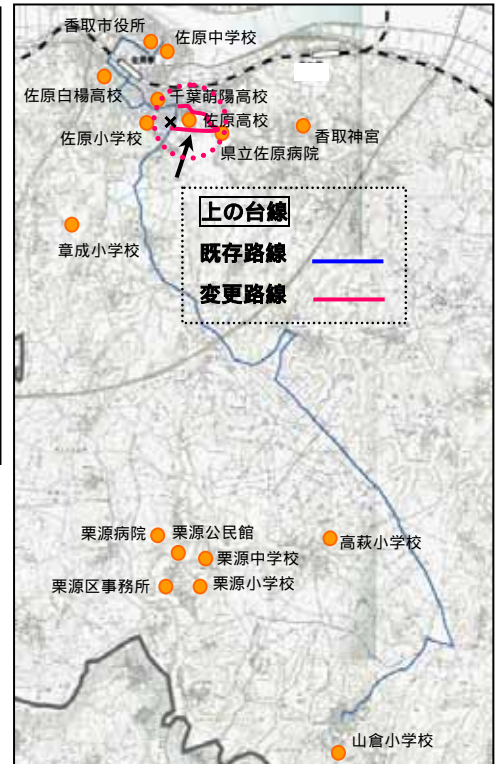 香取市役所
佐原中学校
佐原駅
佐原白楊高校
千葉萌陽高校
佐原小学校
佐原高校
香取神宮
県立佐原病院
上の台線
既存路線
変更路線
章成小学校
栗源病院
栗源公民館
高萩小学校
栗源中学校
栗源区事務所
栗源小学校
山倉小学校